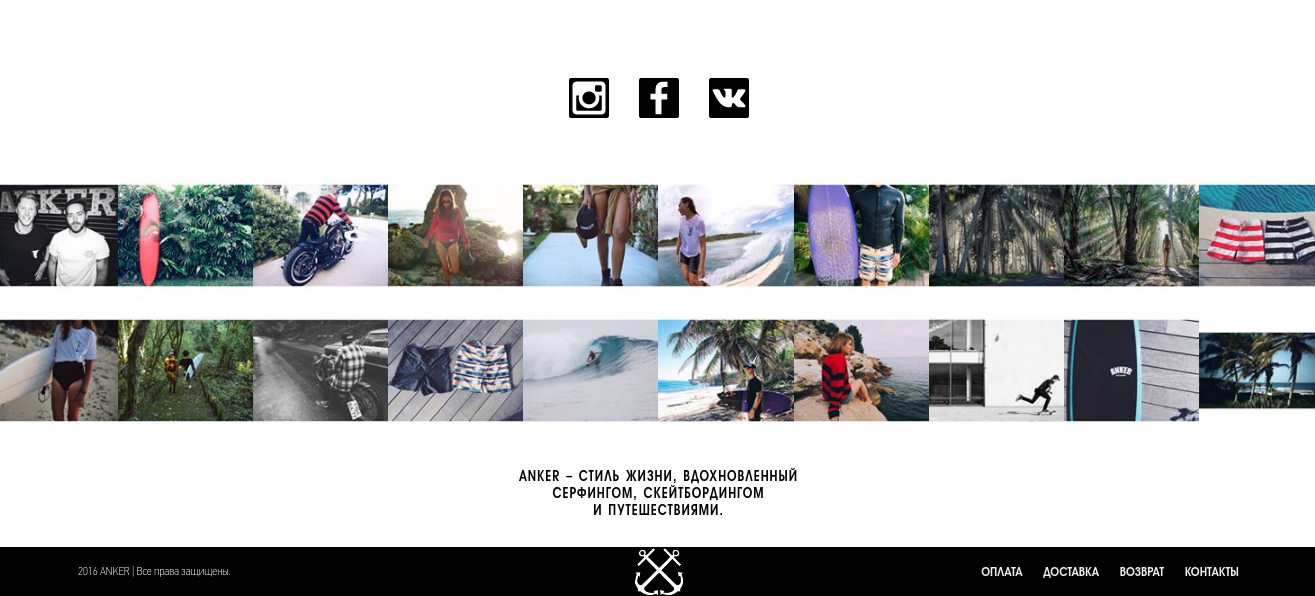 ANKER
ANKER
ANKER – СТИЛЬ ЖИЗНИ, ВДОХНОВЛЕННЫЙ
СЕРФИНГОМ, СКЕЙТБОРДИНГОМ
И ПУТЕШЕСТВИЯМИ.
2016 ANKER | Все права защищены.
ОПЛАТА ДОСТАВКА ВОЗВРАТ КОНТАКТЫ